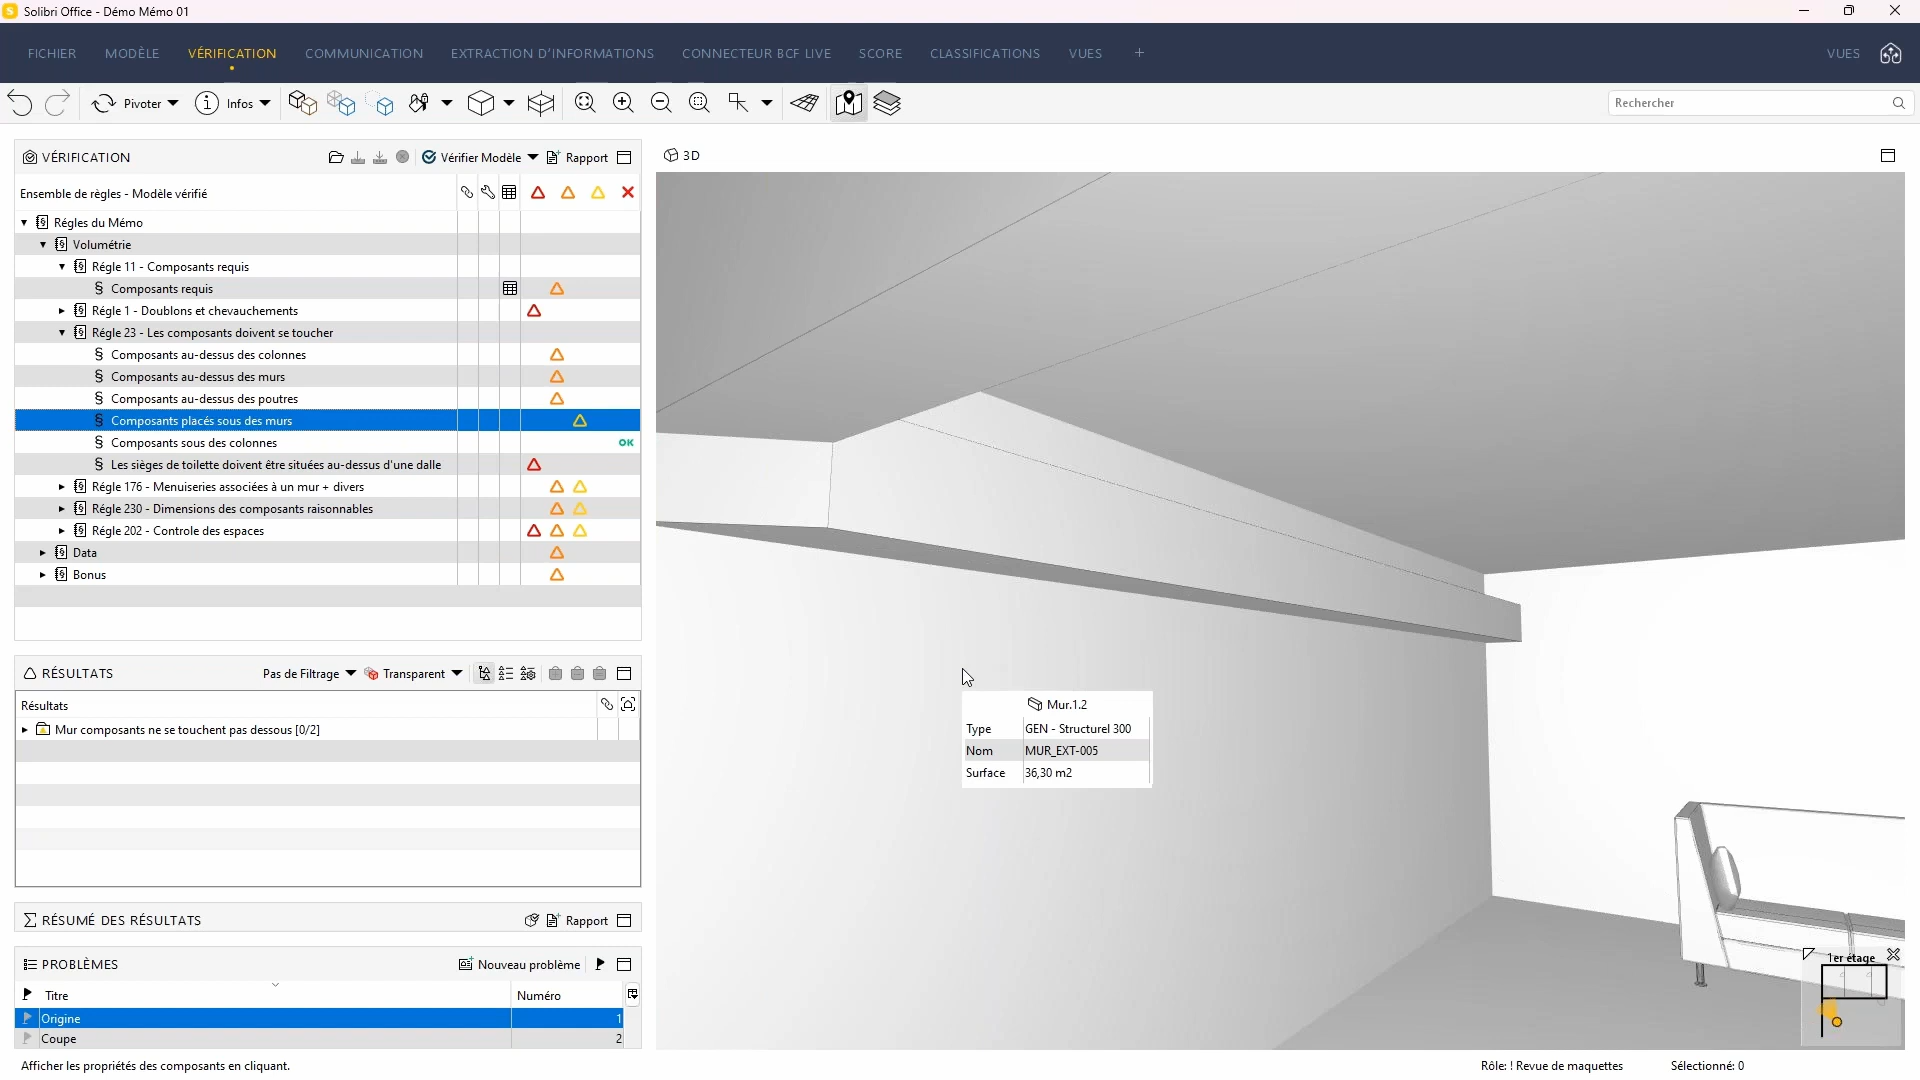 Solibri Office - Démo Mémo 01
FICHIER MODÈLE VÉRIFICATION COMMUNICATION EXTRACTION D'INFORMATIONS CONNECTEUR BCF LIVE SCORE CLASSIFICATIONS VUES + VUES
Pivoter Infos Rechercher
VÉRIFICATION Vérifier Modèle Rapport
3D
Ensemble de règles - Modèle vérifié
Régles du Mémo
Volumétrie
Régle 11 - Composants requis
§ Composants requis
Régle 1 - Doublons et chevauchements
Régle 23 - Les composants doivent se toucher
§ Composants au-dessus des colonnes
§ Composants au-dessus des murs
§ Composants au-dessus des poutres
§ Composants placés sous des murs
§ Composants sous des colonnes OK
§ Les sièges de toilette doivent être situées au-dessus d'une dalle
Régle 176 - Menuiseries associées à un mur + divers
Régle 230 - Dimensions des composants raisonnables
Régle 202 - Controle des espaces
Data
Bonus
RÉSULTATS Pas de Filtrage Transparent
Résultats
Mur composants ne se touchent pas dessous [0/2]
Mur.1.2
Type GEN - Structurel 300
Nom MUR_EXT-005
Surface 36,30 m2
RÉSUMÉ DES RÉSULTATS Rapport
PROBLÈMES Nouveau problème
Titre Numéro
Origine 1
Coupe 2
1er étage
Afficher les propriétés des composants en cliquant.
Rôle: ! Revue de maquettes Sélectionné: 0